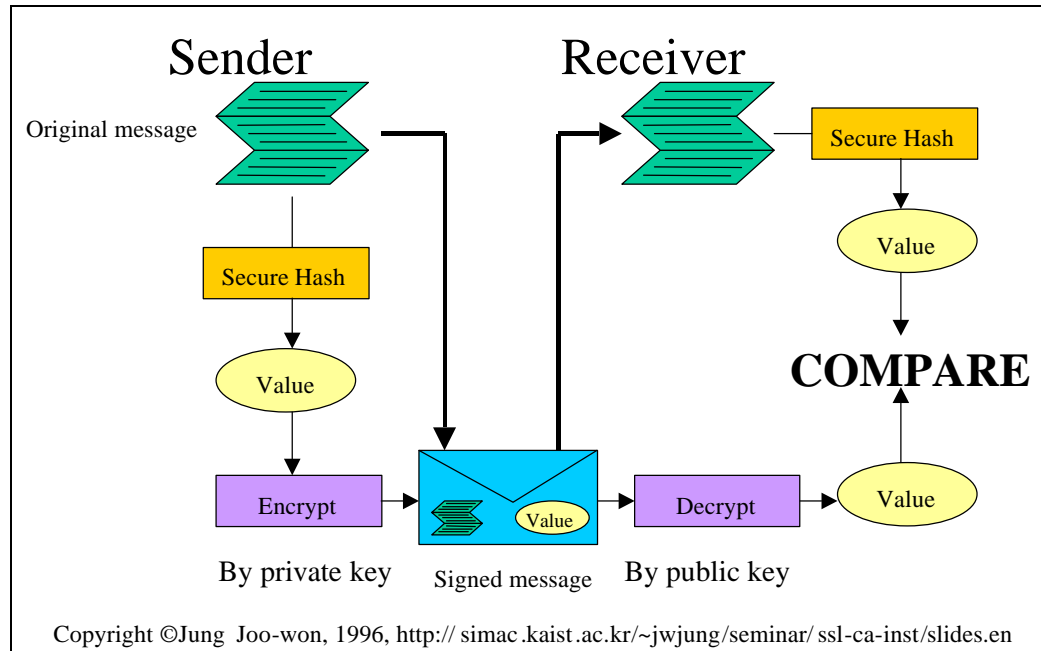 Sender
Receiver
Original message
Secure Hash
Value
Secure Hash
Value
COMPARE
Encrypt
Value
Decrypt
Value
By private key
Signed message
By public key
Copyright ©Jung Joo-won, 1996, http:// simac.kaist.ac.kr/~jwjung/seminar/ ssl-ca-inst/slides.en